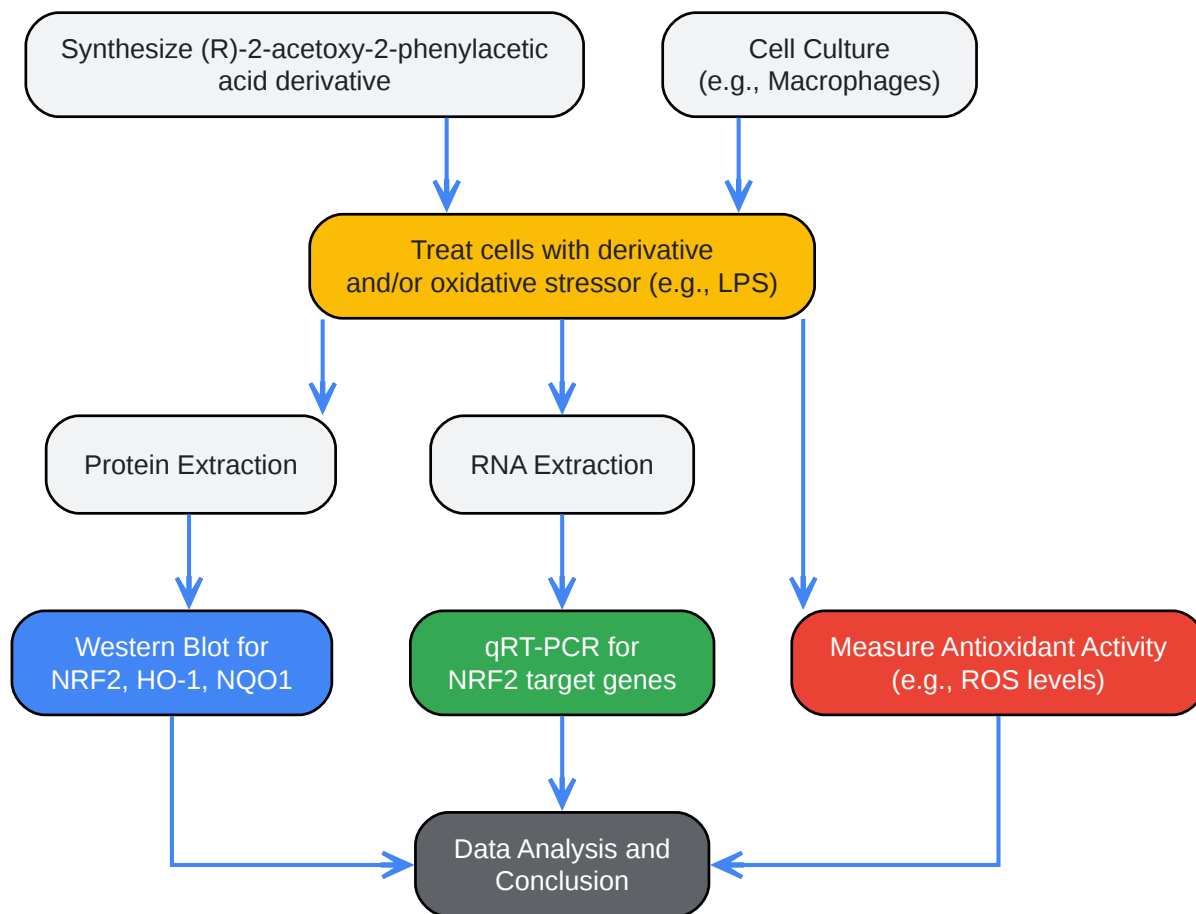 Synthesize (R)-2-acetoxy-2-phenylacetic
acid derivative
Cell Culture
(e.g., Macrophages)
Treat cells with derivative
and/or oxidative stressor (e.g., LPS)
Protein Extraction
RNA Extraction
Western Blot for
NRF2, HO-1, NQO1
qRT-PCR for
NRF2 target genes
Measure Antioxidant Activity
(e.g., ROS levels)
Data Analysis and
Conclusion